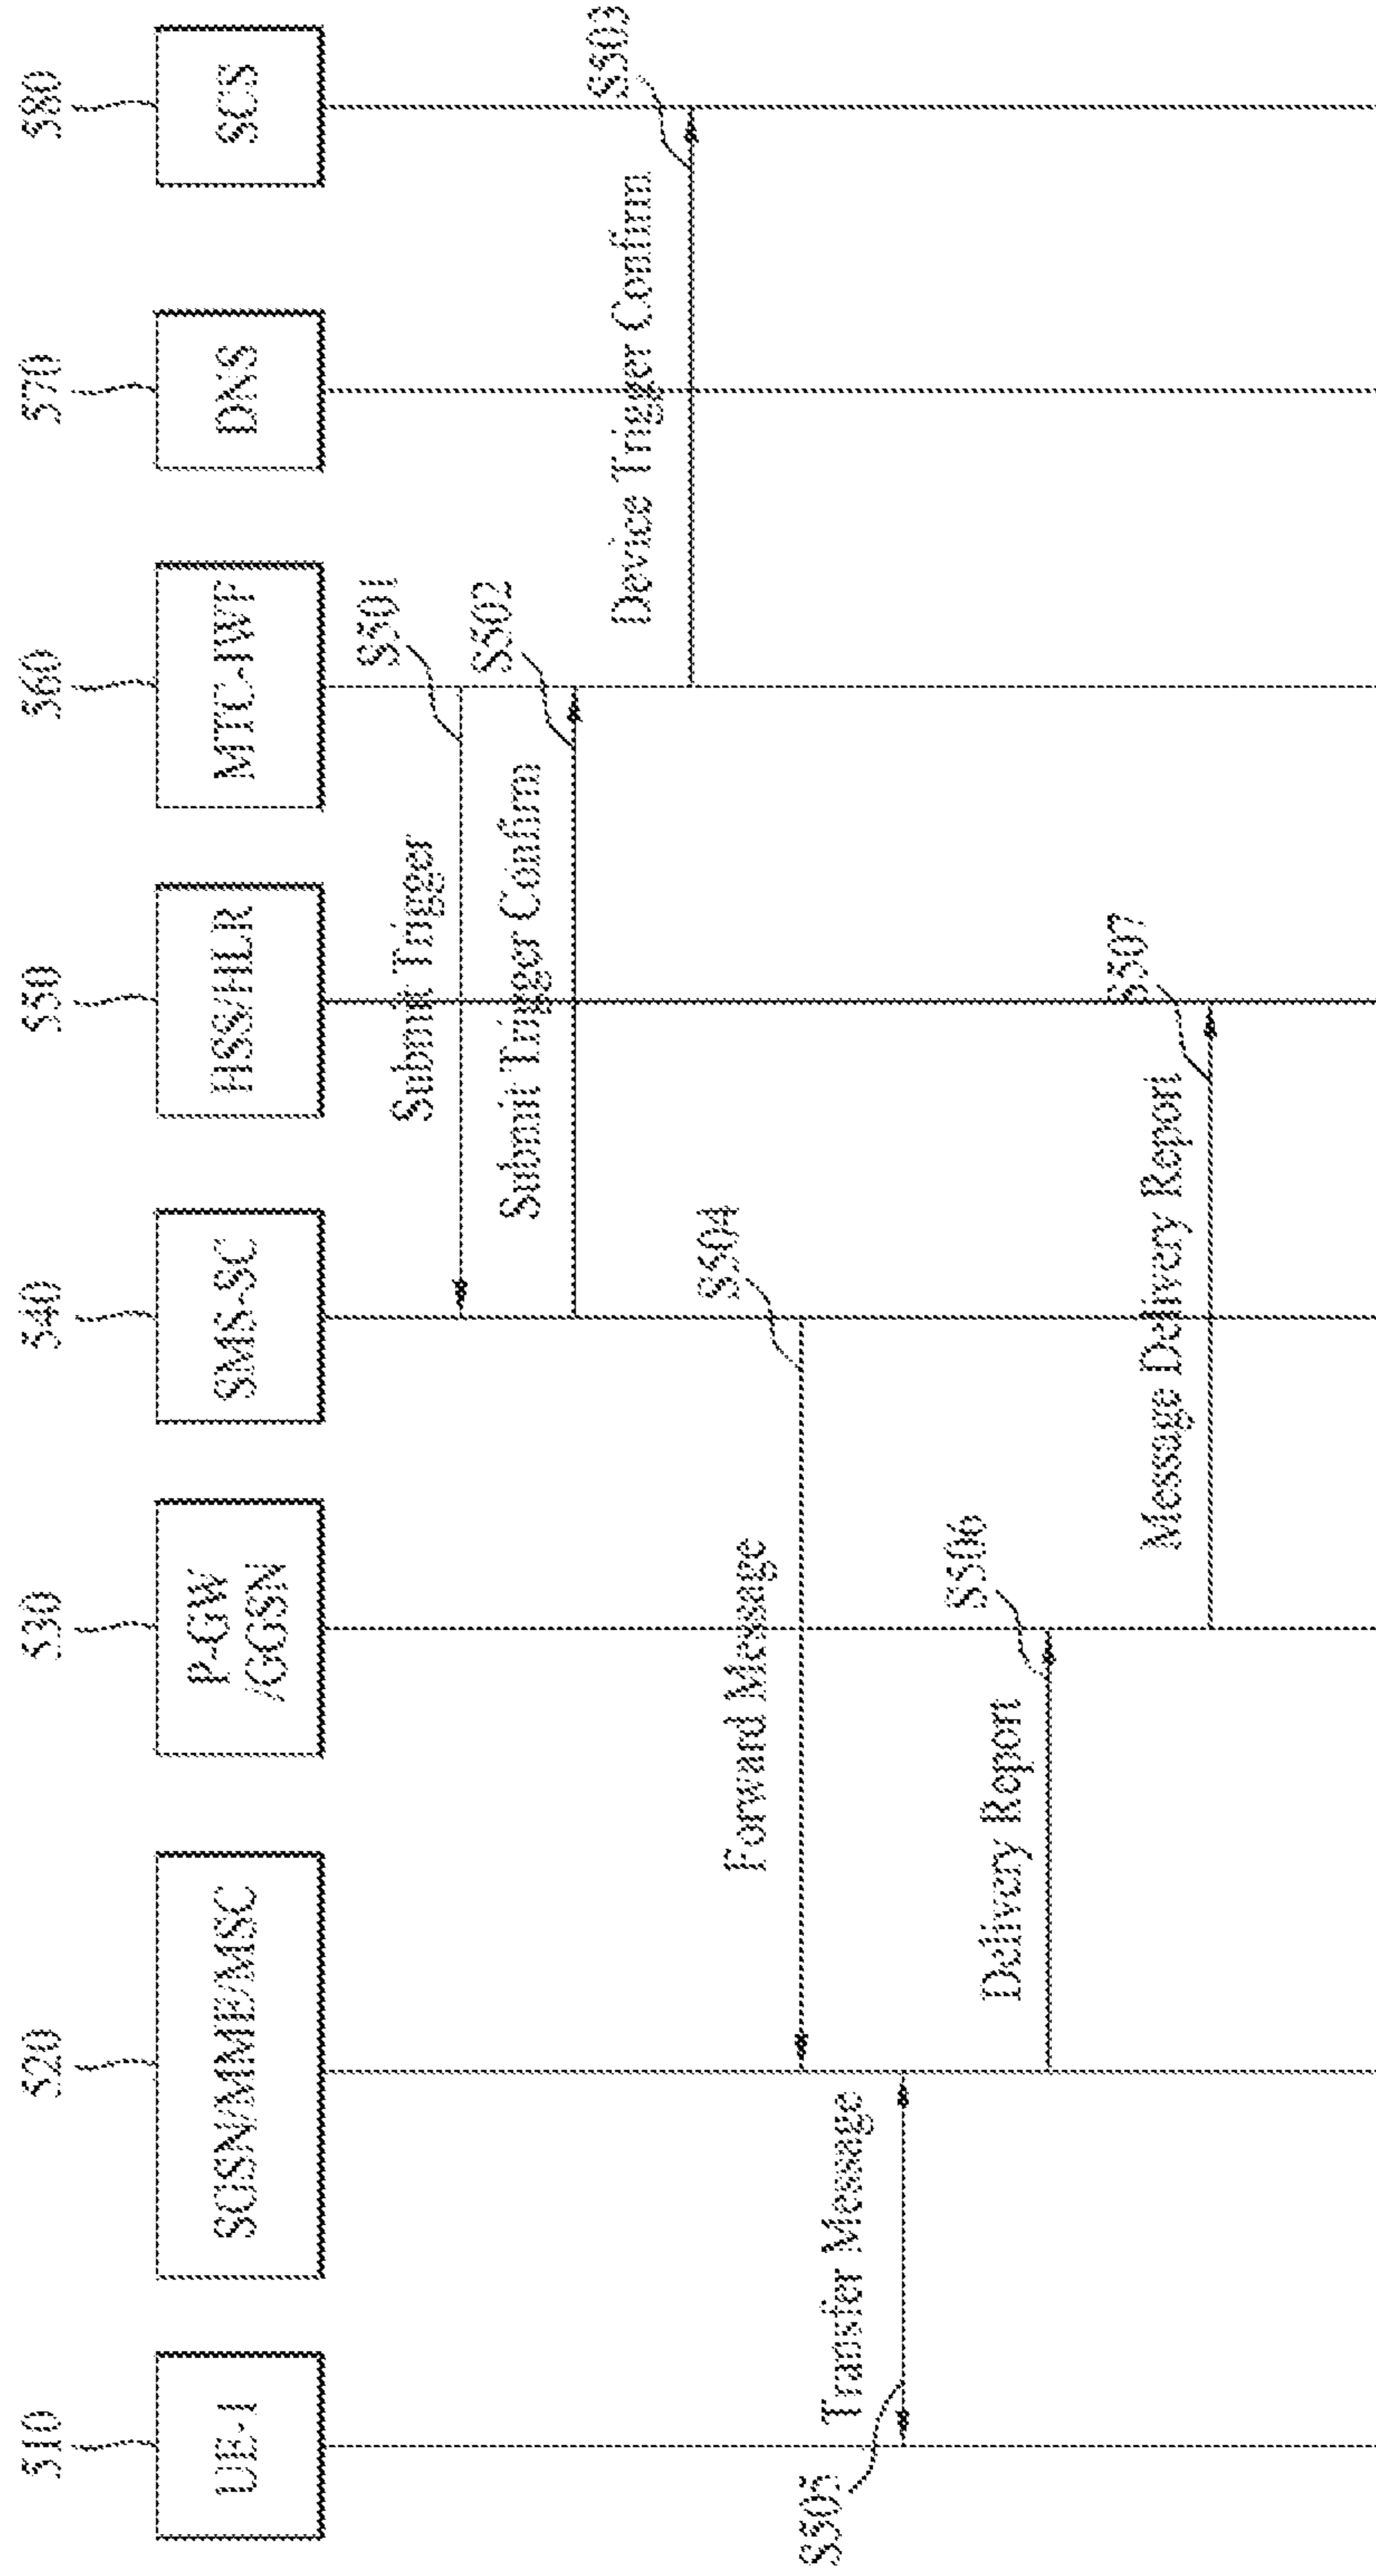 510
520
530
540
550
560
570
580
UE-1
SGSN/MME/MSC
P-GW
/GGSN
SMS-SC
HSS/HLR
MTC-IWF
DNS
SCS
S501
Submit Trigger
S502
Submit Trigger Confirm
S503
Device Trigger Confirm
S504
Forward Message
S505
Transfer Message
S506
Delivery Report
S507
Message Delivery Report